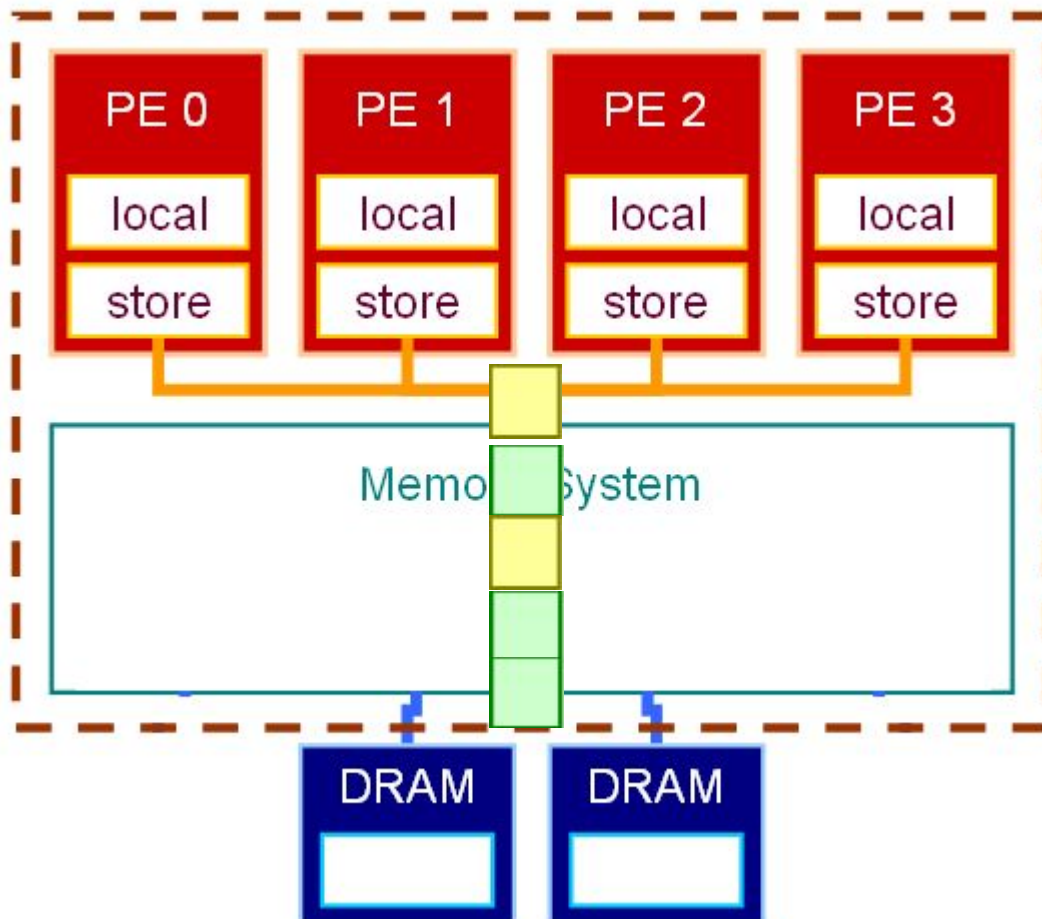 PE 0
PE 1
PE 2
PE 3
local
local
local
local
store
store
store
store
Memo System
DRAM
DRAM